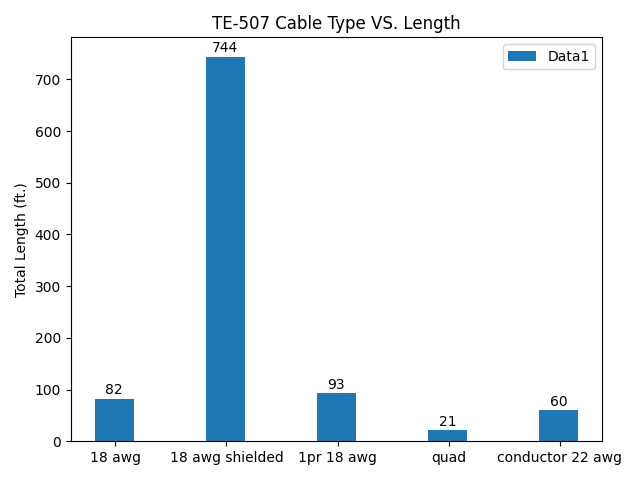 TE-507 Cable Type VS. Length
Data1
Total Length (ft.)
700
600
500
400
300
200
100
0
82
744
93
21
60
18 awg
18 awg shielded
1pr 18 awg
quad
conductor 22 awg